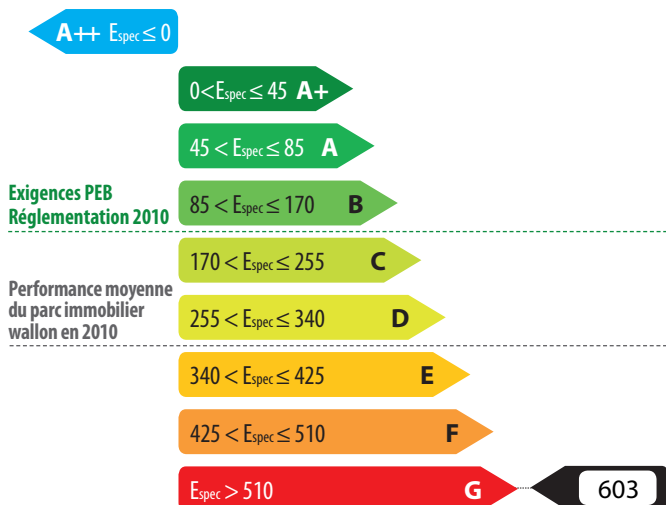 A++ Espec ≤ 0
0<Espec ≤ 45 A+
45 < Espec ≤ 85 A
Exigences PEB
Réglementation 2010
85 < Espec ≤ 170 B
170 < Espec ≤ 255 C
Performance moyenne
du parc immobilier
wallon en 2010
255 < Espec ≤ 340 D
340 < Espec ≤ 425 E
425 < Espec ≤ 510 F
Espec > 510 G
603